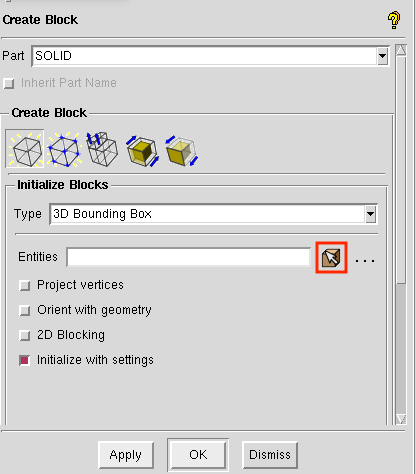 Create Block
Part SOLID
Inherit Part Name
Create Block
Initialize Blocks
Type 3D Bounding Box
Entities ...
Project vertices
Orient with geometry
2D Blocking
Initialize with settings
Apply OK Dismiss